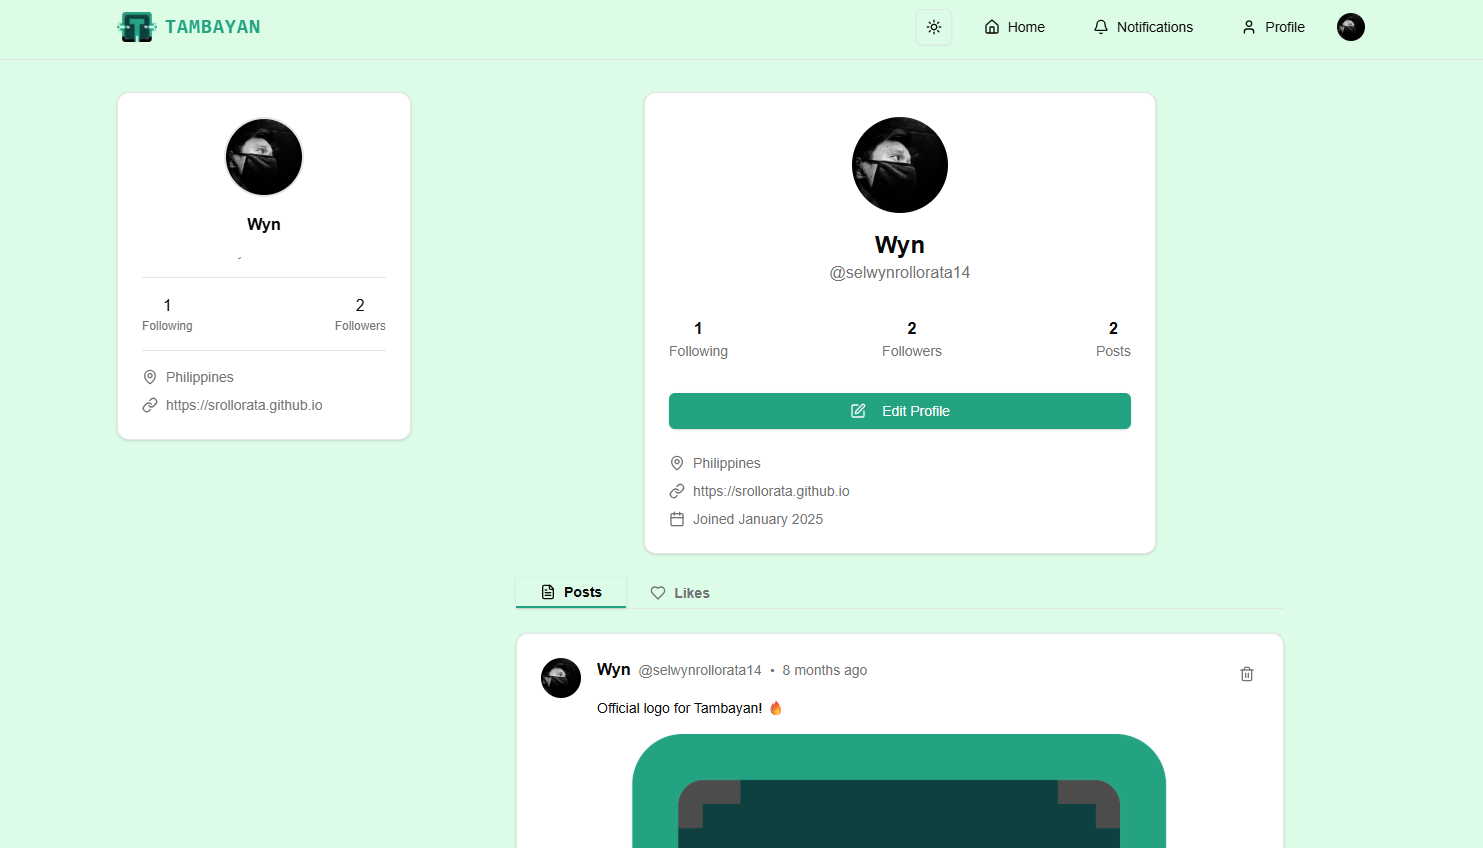 TAMBAYAN
Home
Notifications
Profile
Wyn
1
Following
2
Followers
Philippines
https://srollorata.github.io
Wyn
@selwynrollorata14
1
Following
2
Followers
2
Posts
Edit Profile
Philippines
https://srollorata.github.io
Joined January 2025
Posts
Likes
Wyn @selwynrollorata14 • 8 months ago
Official logo for Tambayan! 🔥